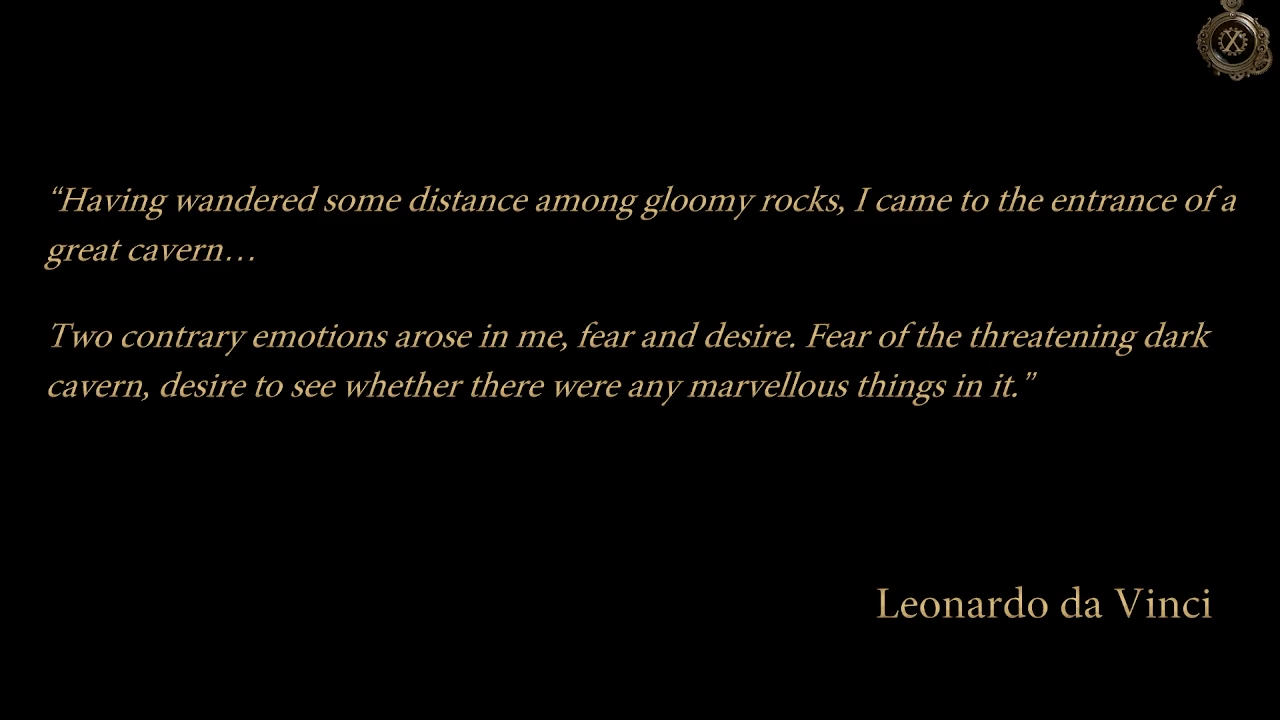 “Having wandered some distance among gloomy rocks, I came to the entrance of a
great cavern…
Two contrary emotions arose in me, fear and desire. Fear of the threatening dark
cavern, desire to see whether there were any marvellous things in it.”
Leonardo da Vinci